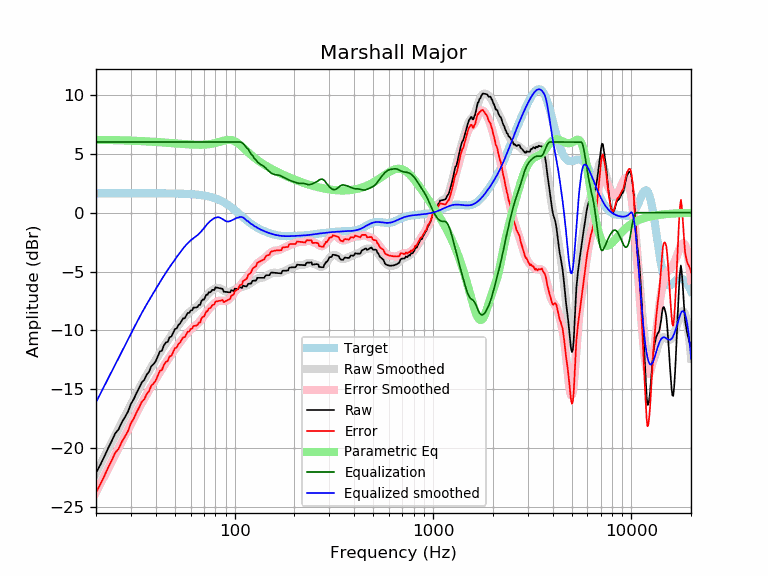 Marshall Major
Amplitude (dBr)
10
5
0
−5
−10
−15
−20
−25
Target
Raw Smoothed
Error Smoothed
Raw
Error
Parametric Eq
Equalization
Equalized smoothed
100
1000
10000
Frequency (Hz)